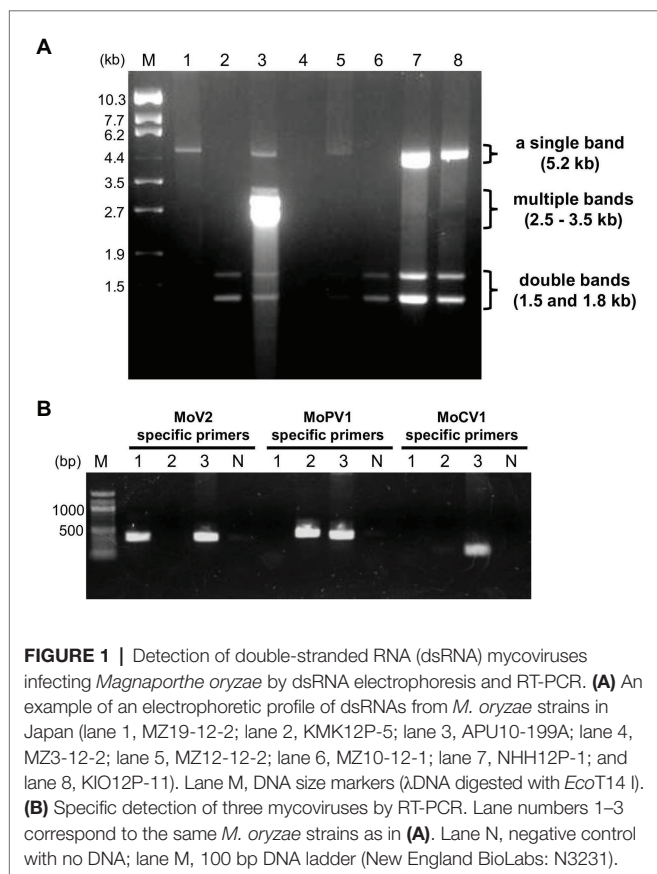 A
(kb) M 1 2 3 4 5 6 7 8
10.3
7.7
6.2
4.4
3.5
2.7
1.9
1.5
a single band
(5.2 kb)
multiple bands
(2.5 - 3.5 kb)
double bands
(1.5 and 1.8 kb)
B
MoV2
specific primers
MoPV1
specific primers
MoCV1
specific primers
(bp) M 1 2 3 N 1 2 3 N 1 2 3 N
1000
500
FIGURE 1 | Detection of double-stranded RNA (dsRNA) mycoviruses
infecting Magnaporthe oryzae by dsRNA electrophoresis and RT-PCR. (A) An
example of an electrophoretic profile of dsRNAs from M. oryzae strains in
Japan (lane 1, MZ19-12-2; lane 2, KMK12P-5; lane 3, APU10-199A; lane 4,
MZ3-12-2; lane 5, MZ12-12-2; lane 6, MZ10-12-1; lane 7, NHH12P-1; and
lane 8, KIO12P-11). Lane M, DNA size markers (λDNA digested with EcoT14 I).
(B) Specific detection of three mycoviruses by RT-PCR. Lane numbers 1–3
correspond to the same M. oryzae strains as in (A). Lane N, negative control
with no DNA; lane M, 100 bp DNA ladder (New England BioLabs: N3231).